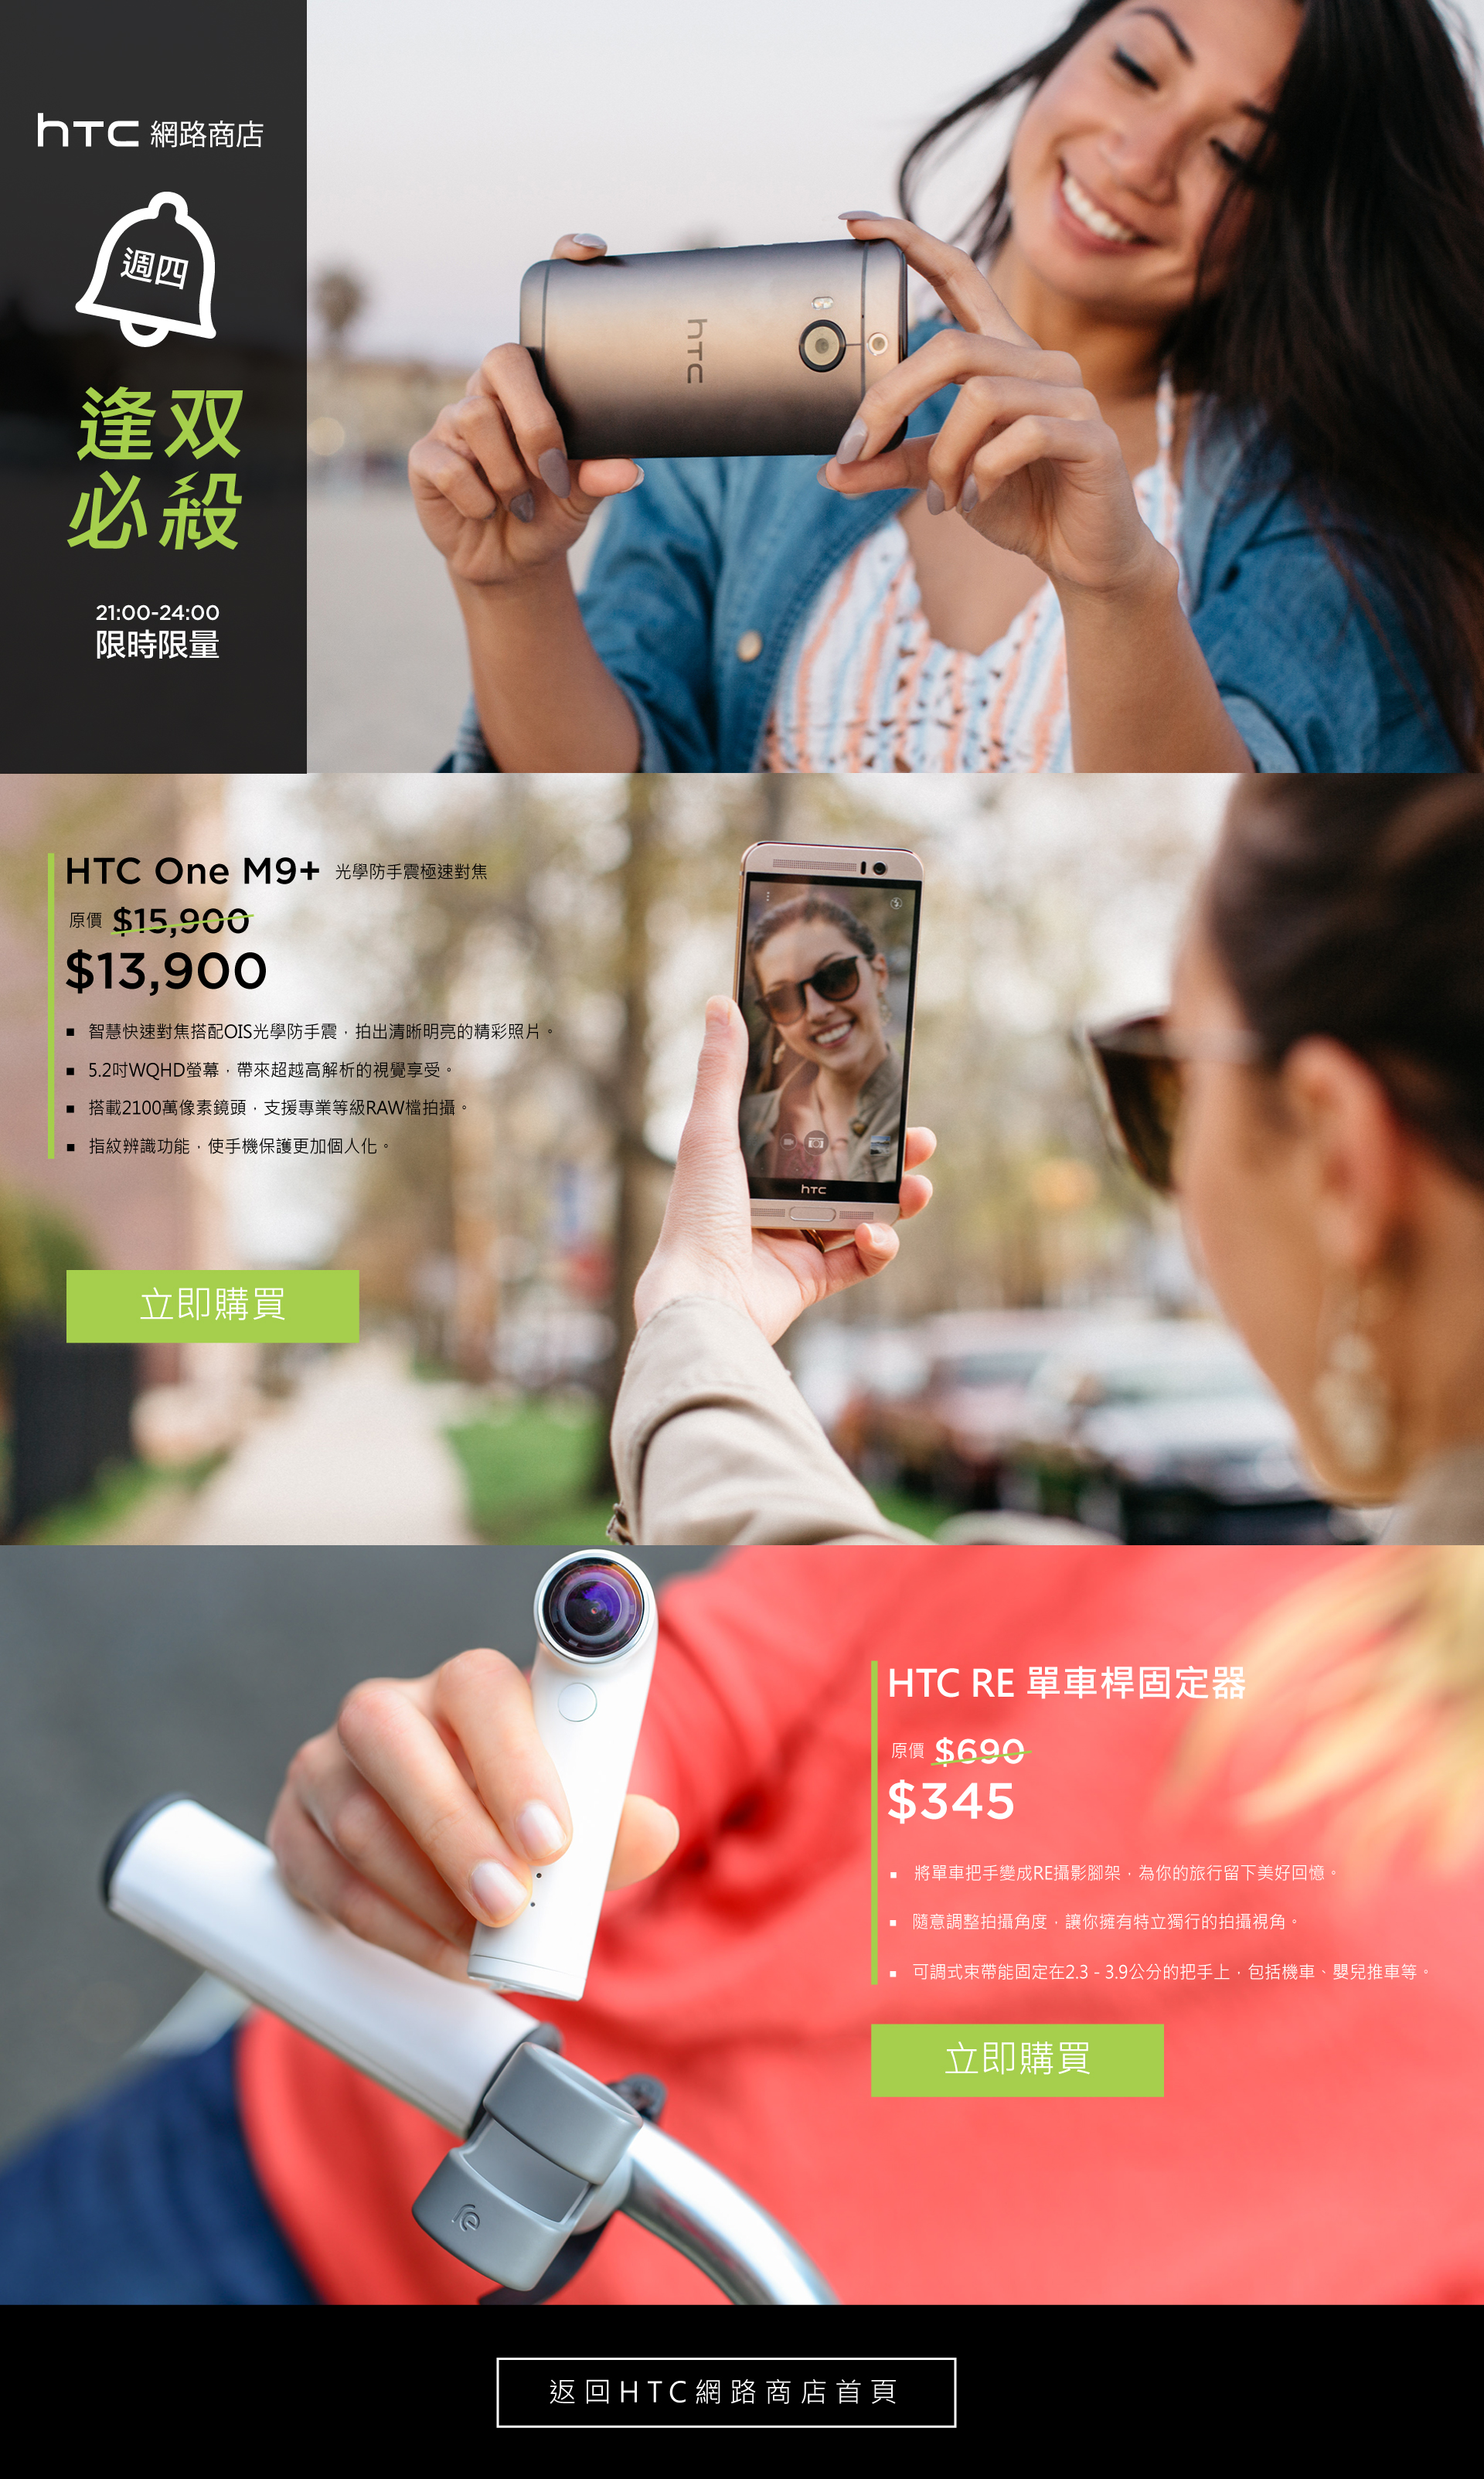 hTC 網路商店
週四
逢双
必殺
21:00-24:00
限時限量
hTC
HTC One M9+ 光學防手震極速對焦
原價 $15,900
$13,900
▪ 智慧快速對焦搭配OIS光學防手震，拍出清晰明亮的精彩照片。
▪ 5.2吋WQHD螢幕，帶來超越高解析的視覺享受。
▪ 搭載2100萬像素鏡頭，支援專業等級RAW檔拍攝。
▪ 指紋辨識功能，使手機保護更加個人化。
hTC
立即購買
HTC RE 單車桿固定器
原價 $690
$345
▪ 將單車把手變成RE攝影腳架，為你的旅行留下美好回憶。
▪ 隨意調整拍攝角度，讓你擁有特立獨行的拍攝視角。
▪ 可調式束帶能固定在2.3 - 3.9公分的把手上，包括機車、嬰兒推車等。
立即購買
re
返回HTC網路商店首頁